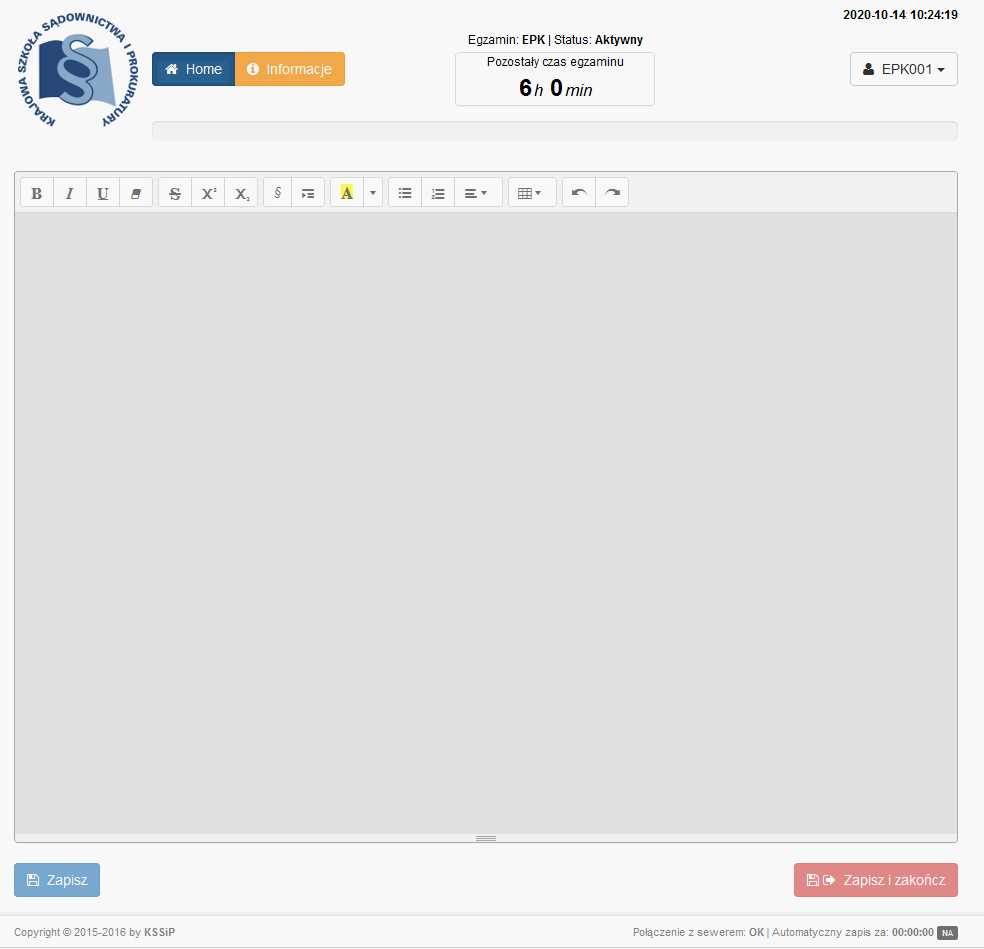 KRAJOWA SZKOŁA SĄDOWNICTWA I PROKURATURY
§
2020-10-14 10:24:19
Egzamin: EPK | Status: Aktywny
Home Informacje
Pozostały czas egzaminu
6 h 0 min
EPK001
B I U S X² X₂ § A
Zapisz
Zapisz i zakończ
Copyright © 2015-2016 by KSSiP
Połączenie z sewerem: OK | Automatyczny zapis za: 00:00:00 NA